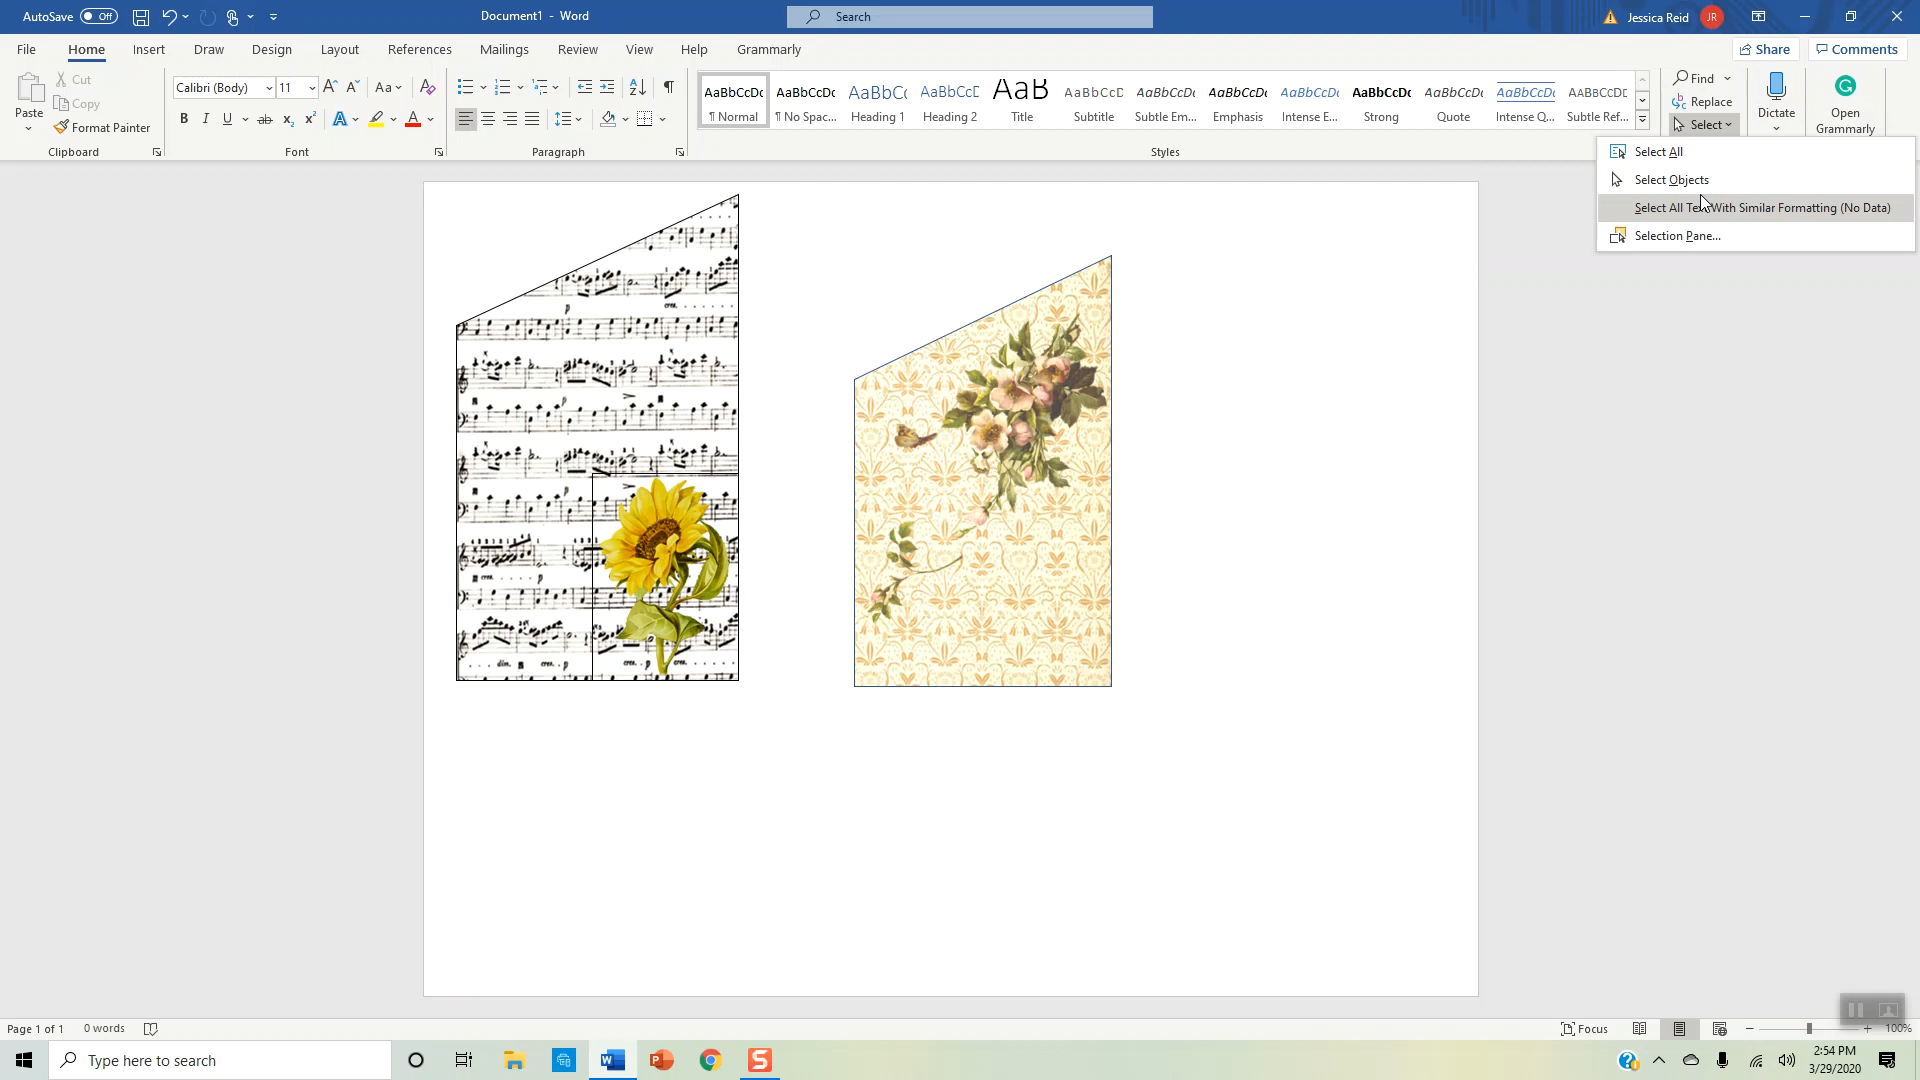 AutoSave Off
Document1 - Word
Search
Jessica Reid JR
File Home Insert Draw Design Layout References Mailings Review View Help Grammarly
Share Comments
Paste
Cut
Copy
Format Painter
Clipboard
Calibri (Body) 11
Font
Paragraph
AaBbCcDc AaBbCcDc AaBbCc AaBbCcC AaB AaBbCcC AaBbCcDc AaBbCcDc AaBbCcDc AaBbCcDc AaBbCcDc AaBbCcDc AABBCCDC
¶ Normal ¶ No Spac... Heading 1 Heading 2 Title Subtitle Subtle Em... Emphasis Intense E... Strong Quote Intense Q... Subtle Ref...
Styles
Find
Replace
Select
Dictate
Open
Grammarly
Select All
Select Objects
Select All Text With Similar Formatting (No Data)
Selection Pane...
Page 1 of 1 0 words
Focus
100%
Type here to search
2:54 PM
3/29/2020